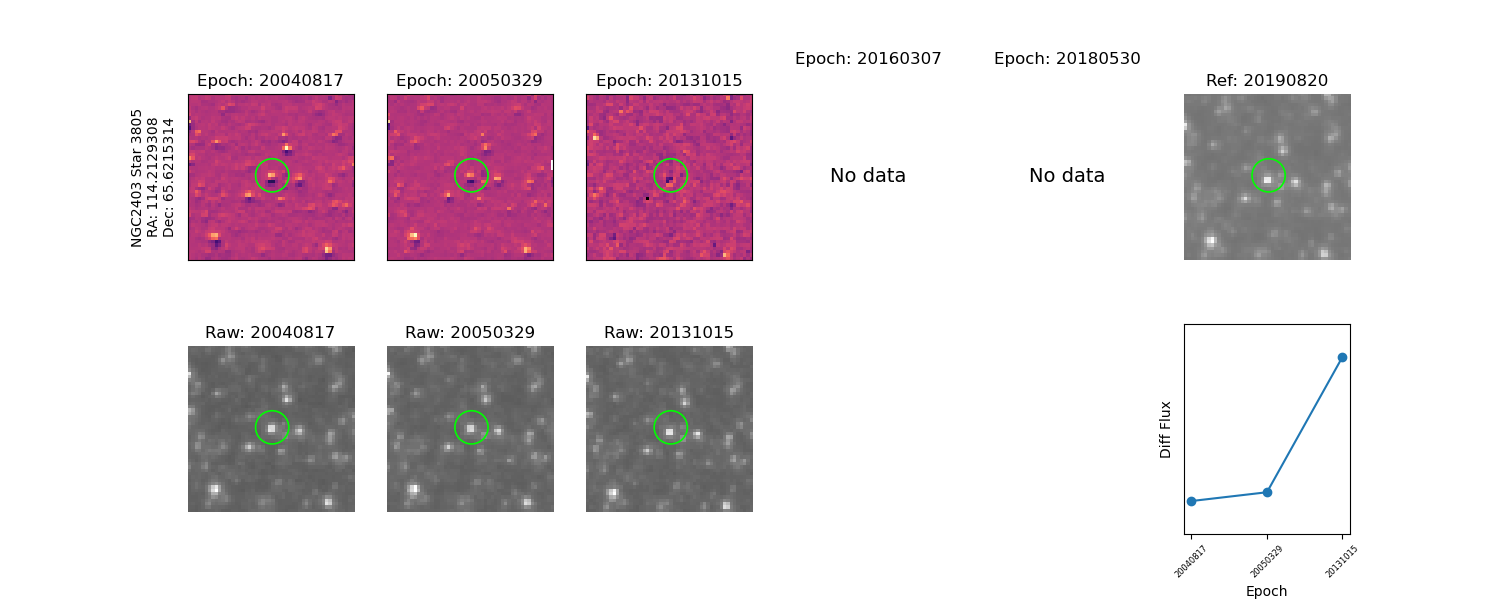 Epoch: 20040817
Epoch: 20050329
Epoch: 20131015
Epoch: 20160307
Epoch: 20180530
Ref: 20190820
NGC2403 Star 3805
RA: 114.2129308
Dec: 65.6215314
No data
No data
Raw: 20040817
Raw: 20050329
Raw: 20131015
Diff Flux
20040817
20050329
20131015
Epoch